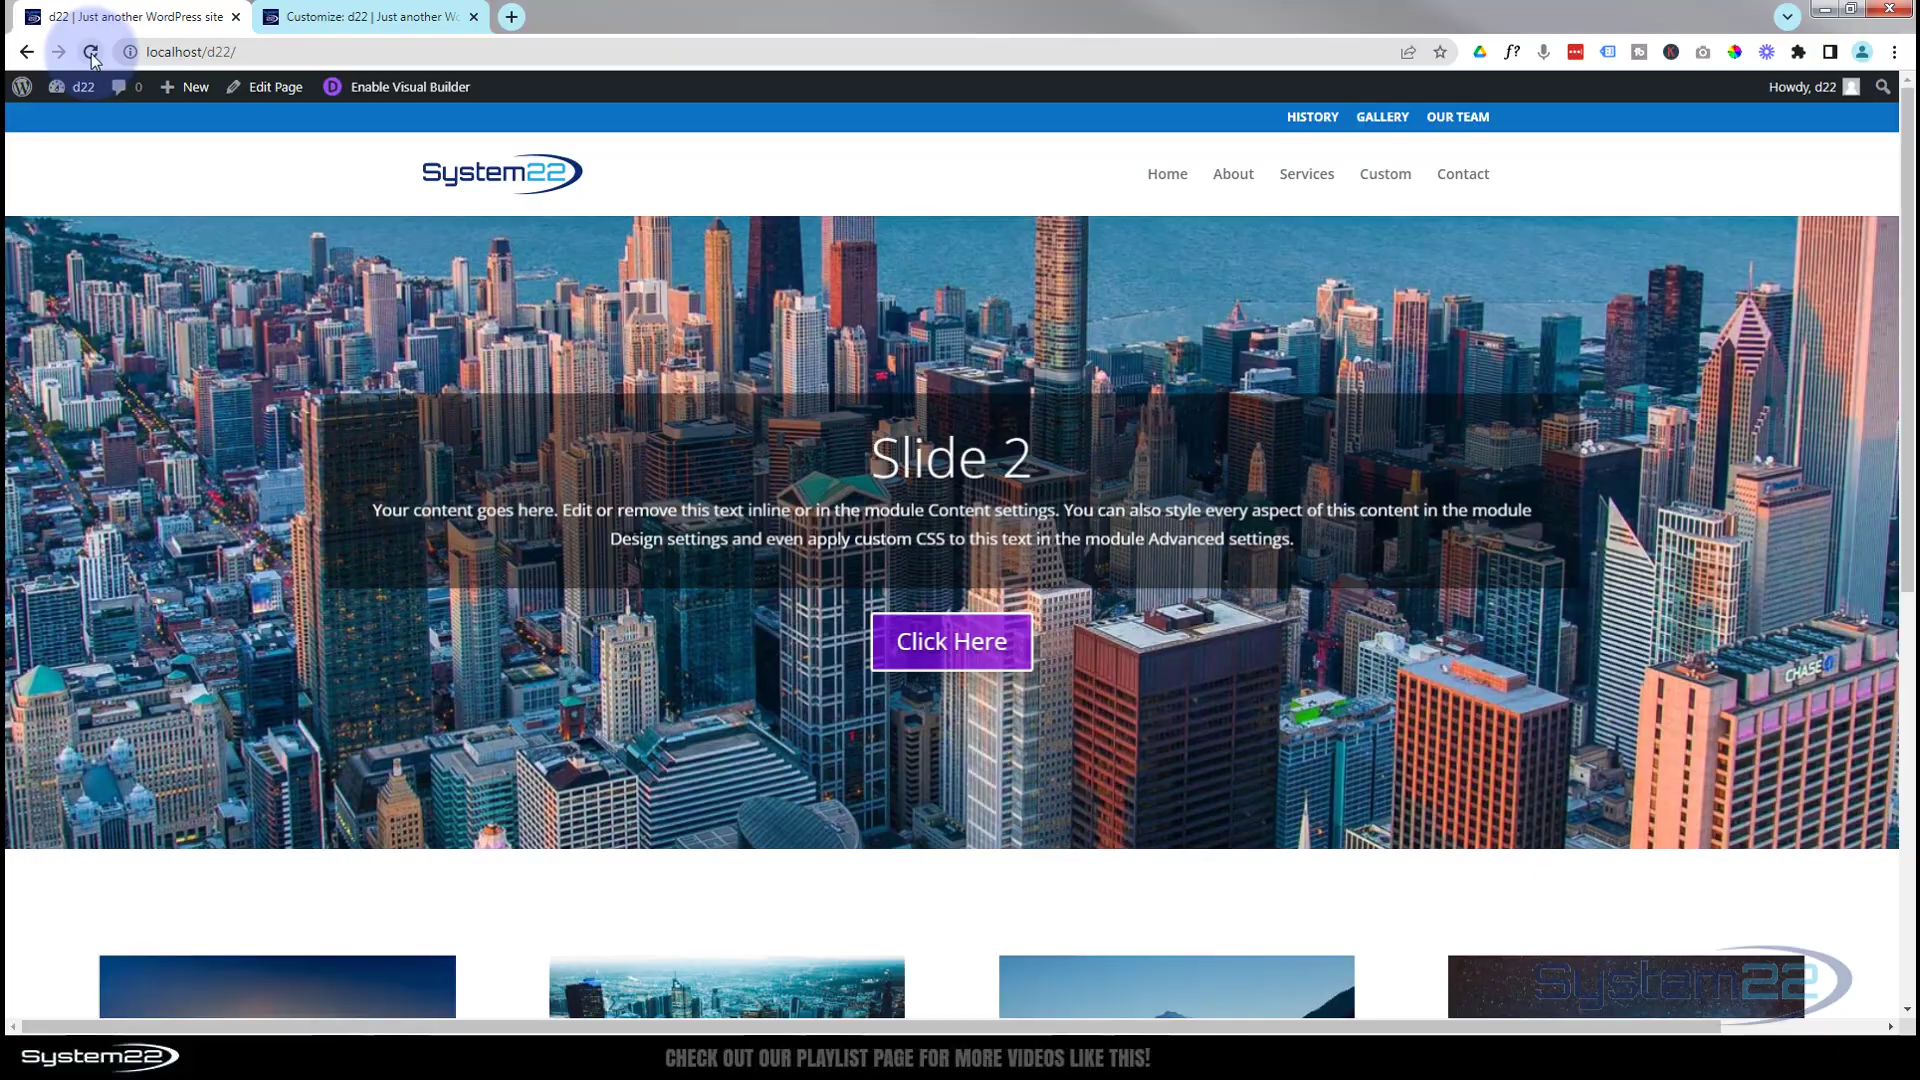 d22 | Just another WordPress site
Customize: d22 | Just another Wo
localhost/d22/
f?
d22
0
New
Edit Page
D
Enable Visual Builder
Howdy, d22
HISTORY
GALLERY
OUR TEAM
System22
Home
About
Services
Custom
Contact
Slide 2
Your content goes here. Edit or remove this text inline or in the module Content settings. You can also style every aspect of this content in the module
Design settings and even apply custom CSS to this text in the module Advanced settings.
Click Here
CHASE
System22
System22
CHECK OUT OUR PLAYLIST PAGE FOR MORE VIDEOS LIKE THIS!